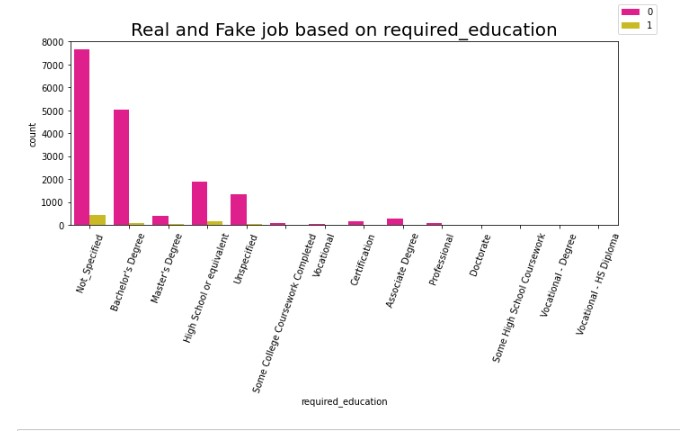 0
1
Real and Fake job based on required_education
8000
7000
6000
5000
4000
3000
2000
1000
0
count
Not_Specified
Bachelor's Degree
Master's Degree
High School or equivalent
Unspecified
Some College Coursework Completed
Vocational
Certification
Associate Degree
Professional
Doctorate
Some High School Coursework
Vocational - Degree
Vocational - HS Diploma
required_education